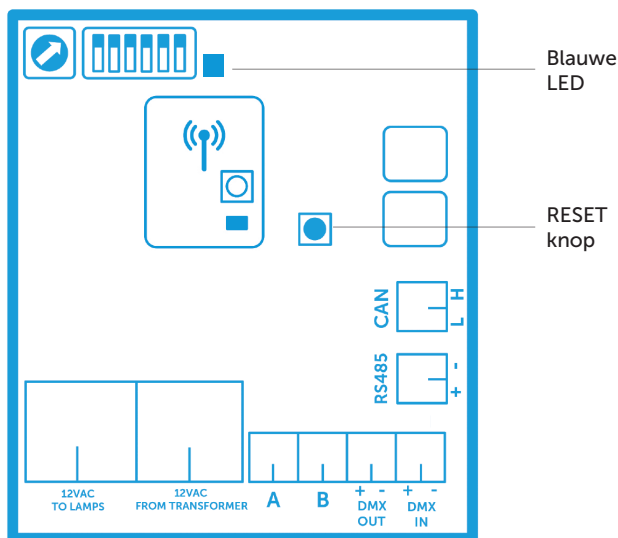 Blauwe
LED
RESET
knop
CAN
H
L
RS485
-
+
12VAC
TO LAMPS
12VAC
FROM TRANSFORMER
A
B
+ -
DMX
OUT
+ -
DMX
IN